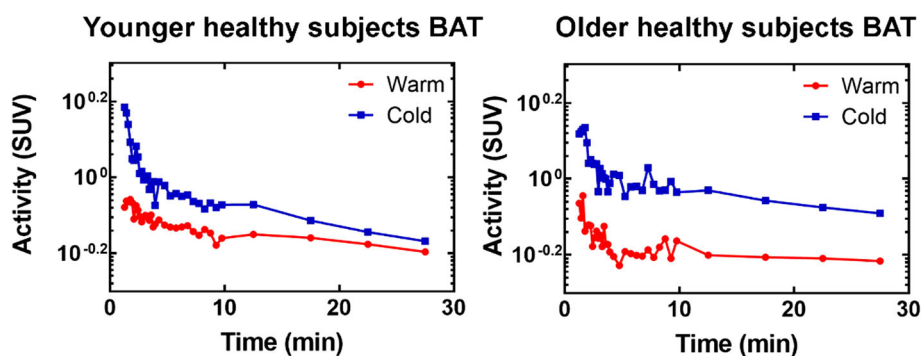 Younger healthy subjects BAT
Activity (SUV)
10^0.2
10^0
10^-0.2
Warm
Cold
0
10
20
30
Time (min)
Older healthy subjects BAT
Activity (SUV)
10^0.2
10^0
10^-0.2
Warm
Cold
0
10
20
30
Time (min)